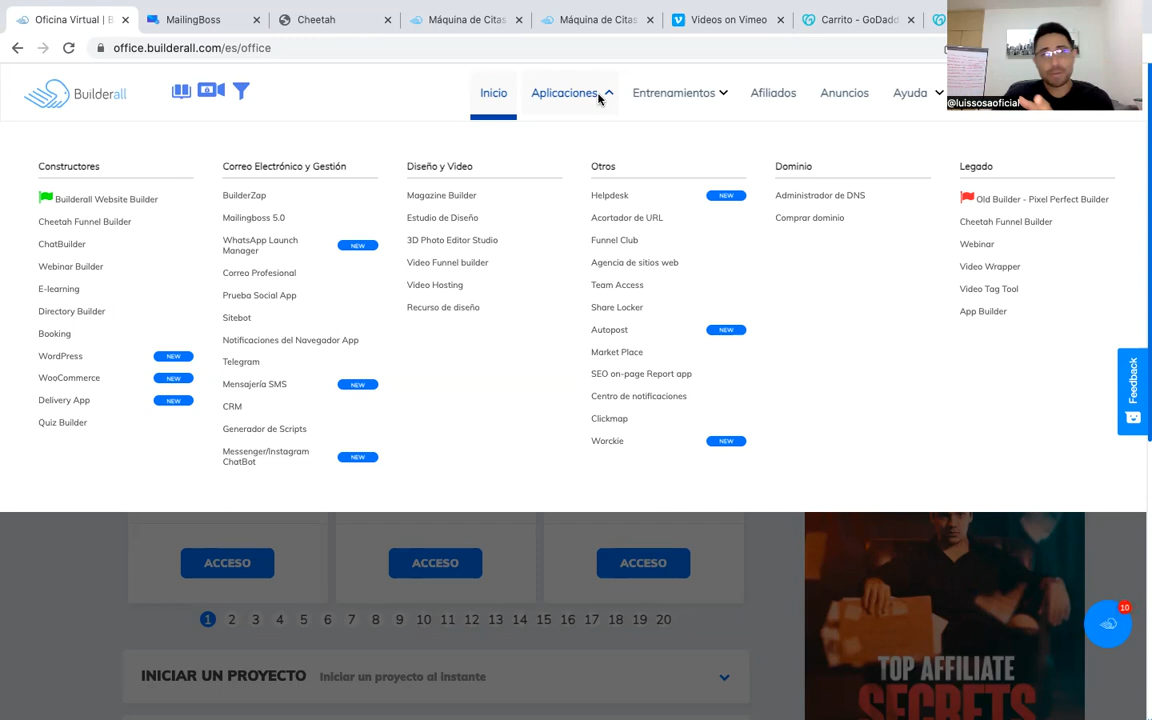 Oficina Virtual | B
MailingBoss
Cheetah
Máquina de Citas
Máquina de Citas
Videos on Vimeo
Carrito - GoDadd
office.builderall.com/es/office
@luissosaoficial
Builderall
Inicio
Aplicaciones
Entrenamientos
Afiliados
Anuncios
Ayuda
Constructores
Builderall Website Builder
Cheetah Funnel Builder
ChatBuilder
Webinar Builder
E-learning
Directory Builder
Booking
WordPress NEW
WooCommerce NEW
Delivery App NEW
Quiz Builder
Correo Electrónico y Gestión
BuilderZap
Mailingboss 5.0
WhatsApp Launch
Manager NEW
Correo Profesional
Prueba Social App
Sitebot
Notificaciones del Navegador App
Telegram
Mensajería SMS NEW
CRM
Generador de Scripts
Messenger/Instagram
ChatBot NEW
Diseño y Video
Magazine Builder
Estudio de Diseño
3D Photo Editor Studio
Video Funnel builder
Video Hosting
Recurso de diseño
Otros
Helpdesk NEW
Acortador de URL
Funnel Club
Agencia de sitios web
Team Access
Share Locker
Autopost NEW
Market Place
SEO on-page Report app
Centro de notificaciones
Clickmap
Worckie NEW
Dominio
Administrador de DNS
Comprar dominio
Legado
Old Builder - Pixel Perfect Builder
Cheetah Funnel Builder
Webinar
Video Wrapper
Video Tag Tool
App Builder
Feedback
ACCESO
ACCESO
ACCESO
1 2 3 4 5 6 7 8 9 10 11 12 13 14 15 16 17 18 19 20
10
INICIAR UN PROYECTO Iniciar un proyecto al instante
TOP AFFILIATE
SECRETS